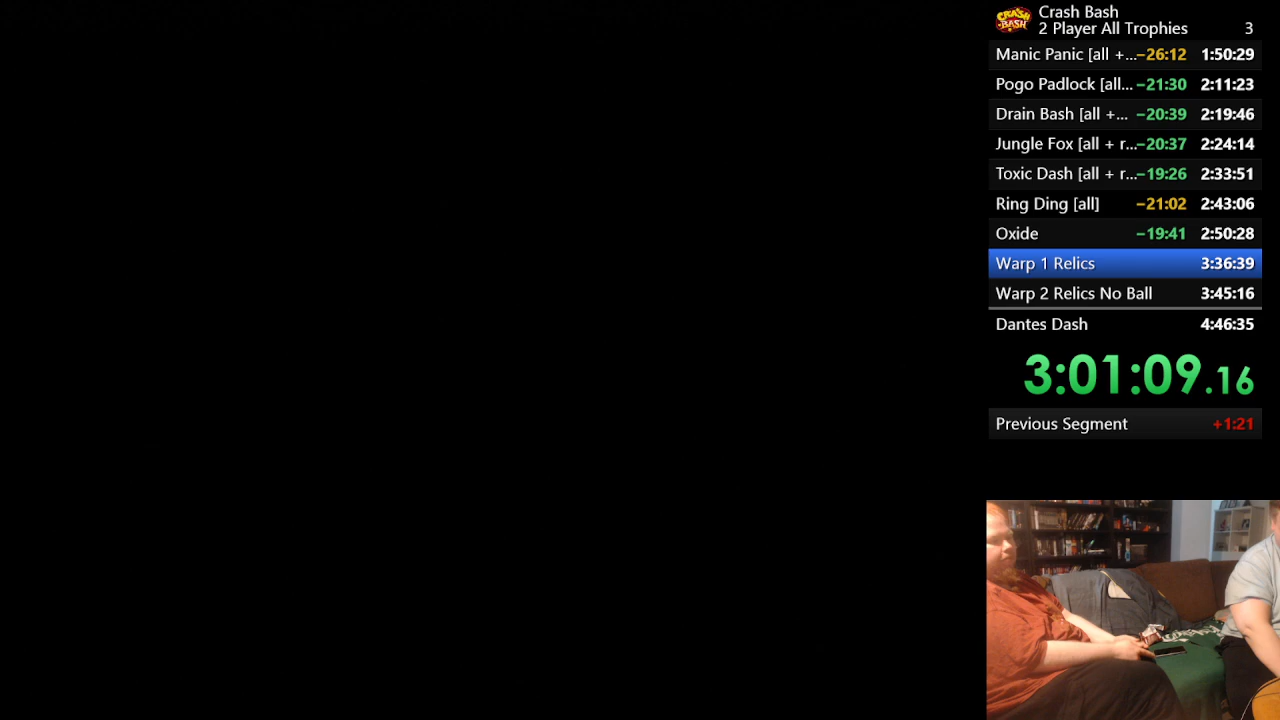 CRASH BASH
Crash Bash
2 Player All Trophies 3
Manic Panic [all +... −26:12 1:50:29
Pogo Padlock [all... −21:30 2:11:23
Drain Bash [all +... −20:39 2:19:46
Jungle Fox [all + r... −20:37 2:24:14
Toxic Dash [all + r... −19:26 2:33:51
Ring Ding [all] −21:02 2:43:06
Oxide −19:41 2:50:28
Warp 1 Relics 3:36:39
Warp 2 Relics No Ball 3:45:16
Dantes Dash 4:46:35
3:01:09.16
Previous Segment +1:21